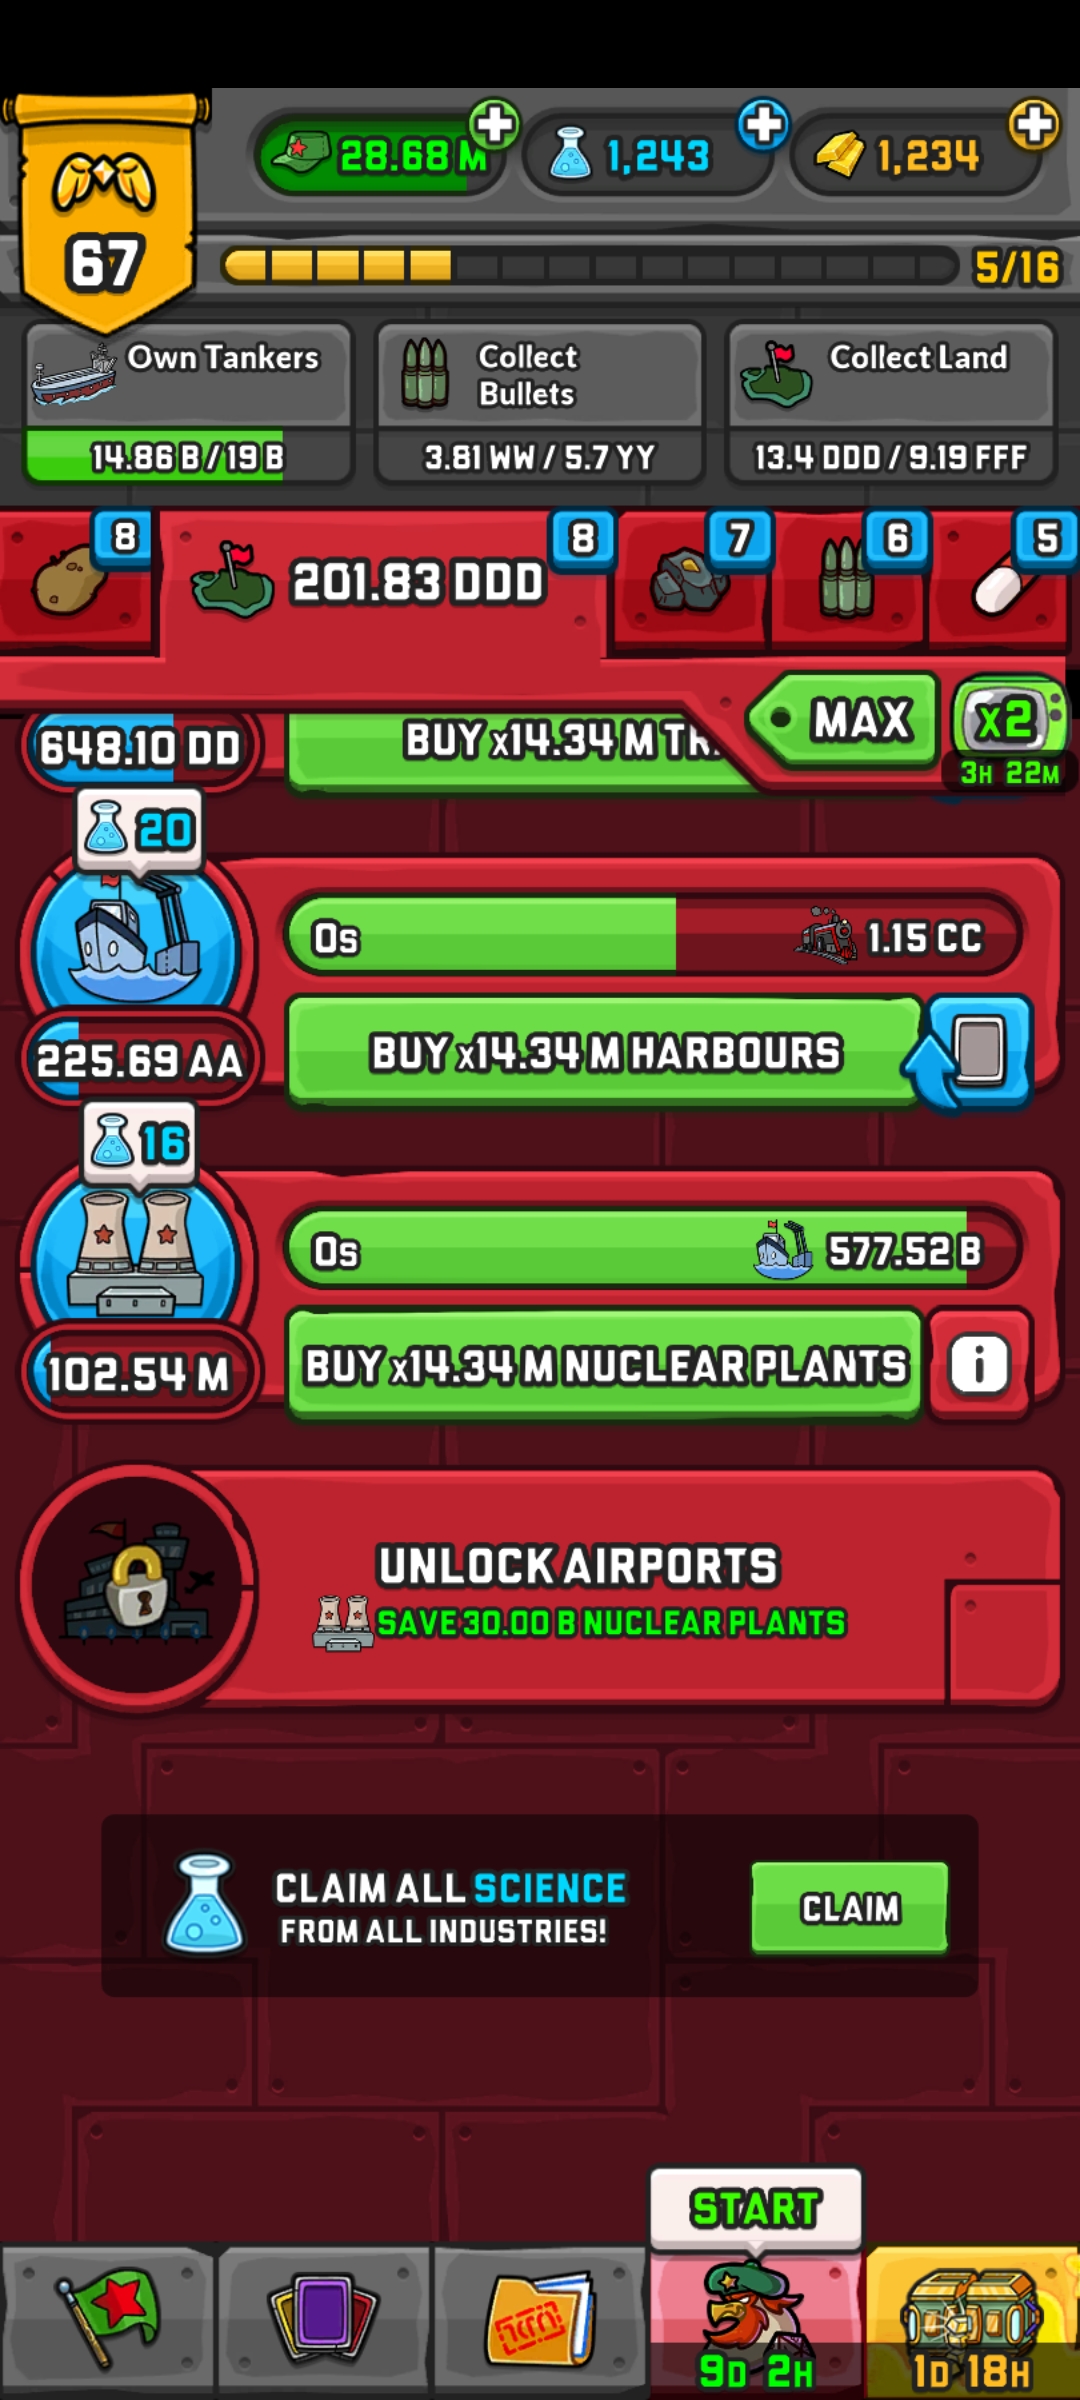 28.68 M
1,243
1,234
67
5/16
Own Tankers
14.86 B / 19 B
Collect
Bullets
3.81 WW / 5.7 YY
Collect Land
13.4 DDD / 9.19 FFF
8
201.83 DDD
8
7
6
5
MAX
x2
3H 22M
648.10 DD
BUY x14.34 M
20
0s
1.15 CC
225.69 AA
BUY x14.34 M HARBOURS
16
0s
577.52 B
102.54 M
BUY x14.34 M NUCLEAR PLANTS
i
UNLOCK AIRPORTS
SAVE 30.00 B NUCLEAR PLANTS
CLAIM ALL SCIENCE
FROM ALL INDUSTRIES!
CLAIM
START
9D 2H
1D 18H